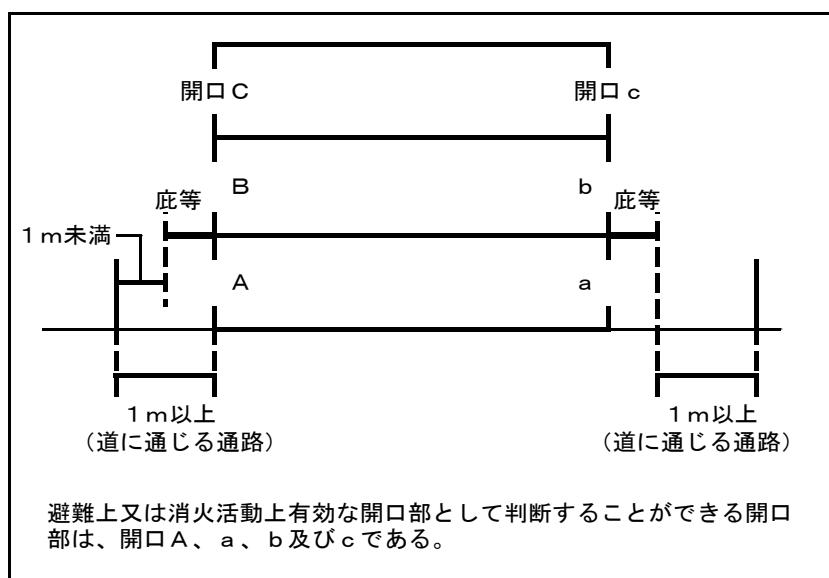 開口C
開口c
庇等
B
b
庇等
1m未満
A
a
1m以上
(道に通じる通路)
1m以上
(道に通じる通路)
避難上又は消火活動上有効な開口部として判断することができる開口
部は、開口A、a、b及びcである。